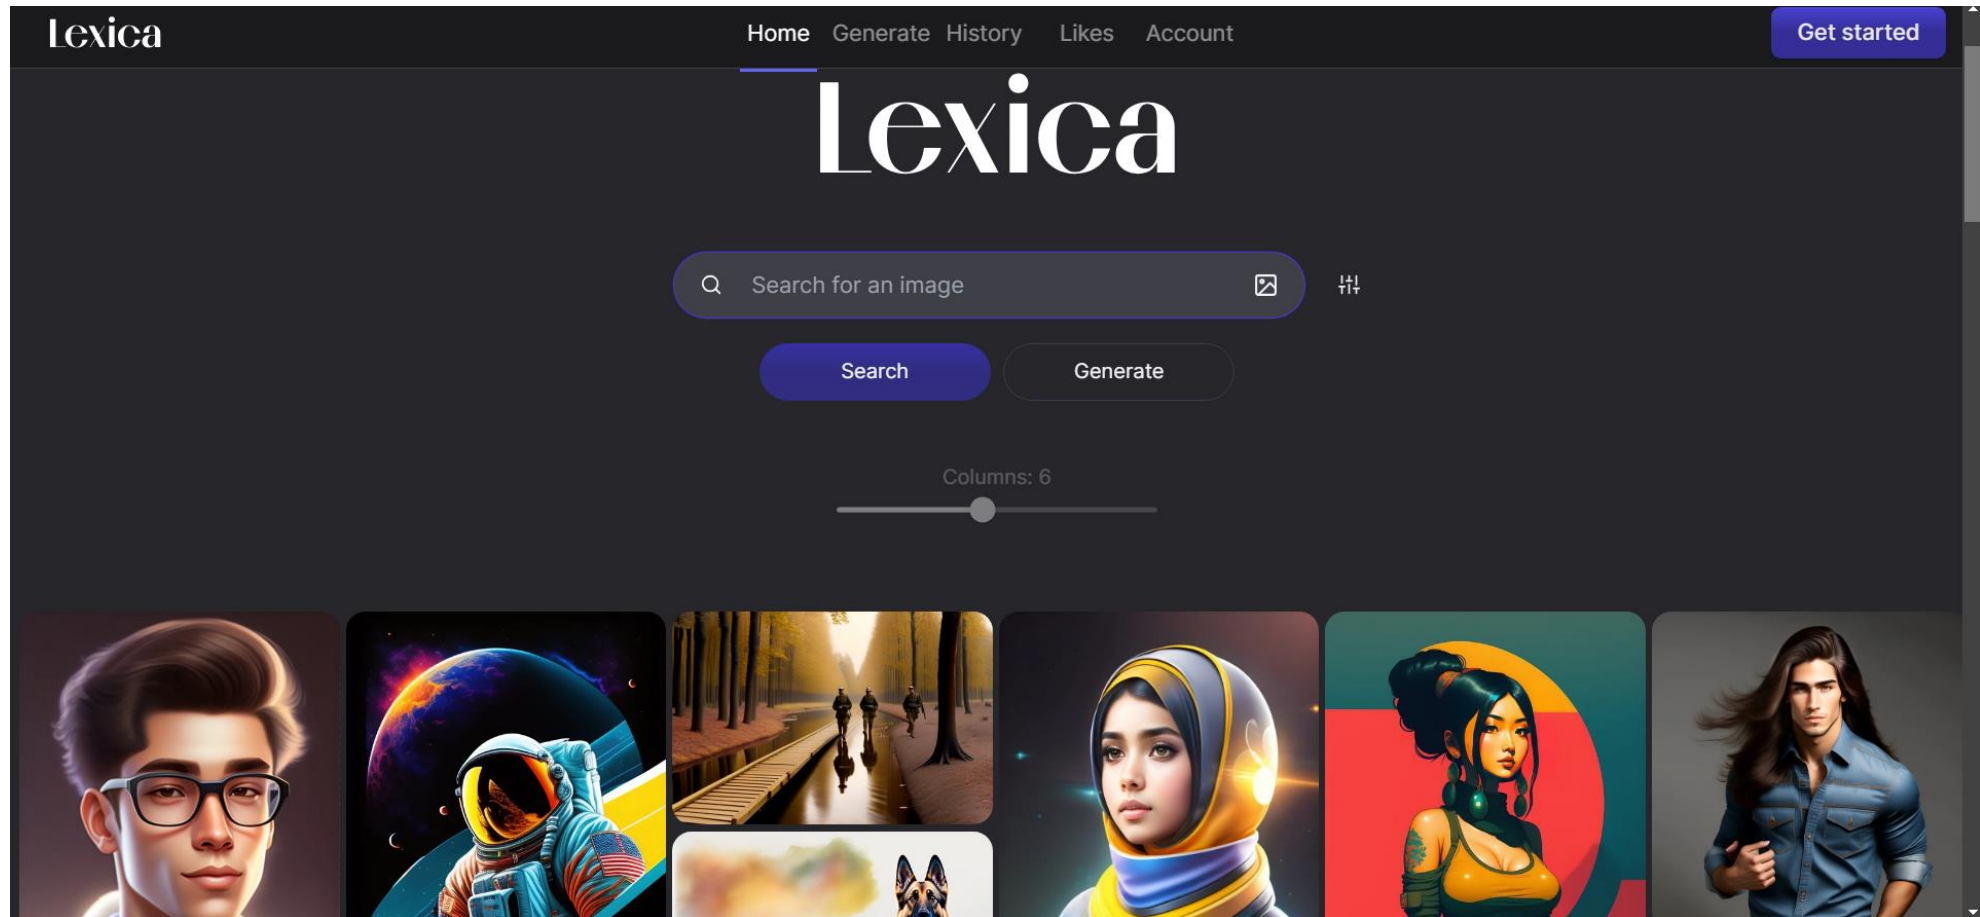 Lexica Home Generate History Likes Account Get started
Lexica
Search for an image
Search Generate
Columns: 6